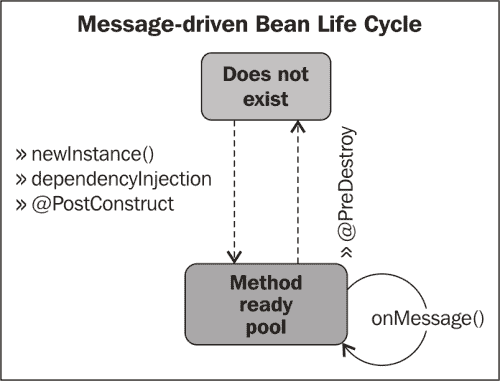 Message-driven Bean Life Cycle
Does not
exist
» newInstance()
» dependencyInjection
» @PostConstruct
» @PreDestroy
Method
ready
pool
onMessage()